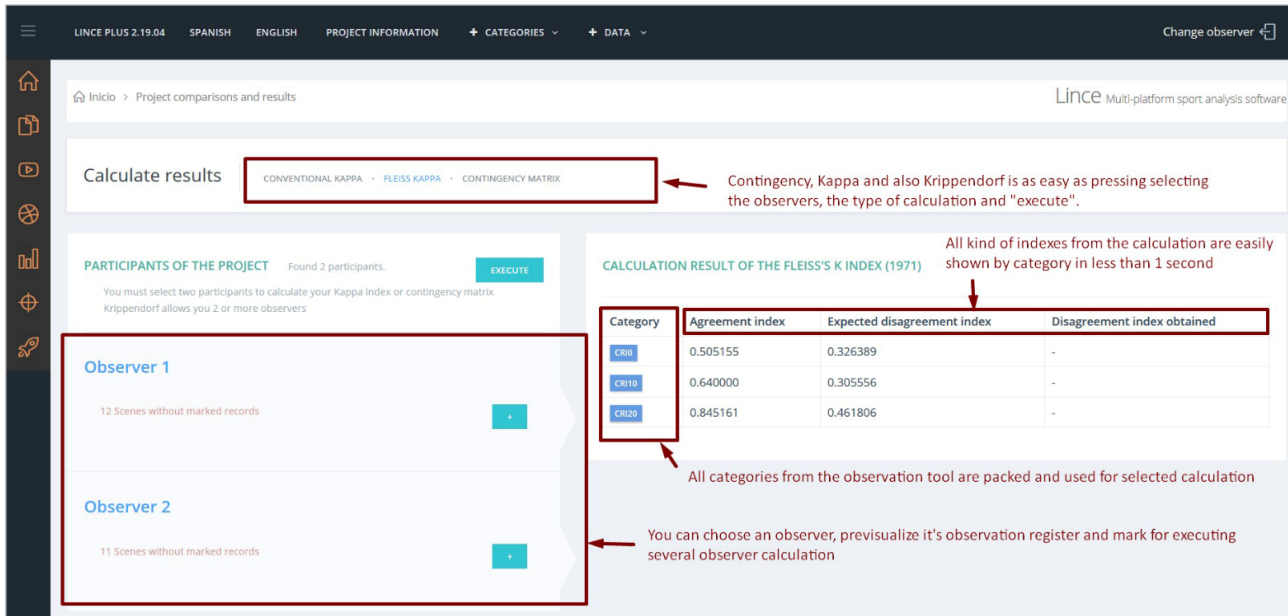 LINCE PLUS 2.19.04 SPANISH ENGLISH PROJECT INFORMATION + CATEGORIES + DATA Change observer
Inicio > Project comparisons and results
Lince Multi-platform sport analysis software
Calculate results
CONVENTIONAL KAPPA · FLEISS KAPPA · CONTINGENCY MATRIX
Contingency, Kappa and also Krippendorf is as easy as pressing selecting
the observers, the type of calculation and "execute".
PARTICIPANTS OF THE PROJECT Found 2 participants. EXECUTE
You must select two participants to calculate your Kappa index or contingency matrix
Krippendorf allows you 2 or more observers
Observer 1
12 Scenes without marked records +
Observer 2
11 Scenes without marked records +
All kind of indexes from the calculation are easily
shown by category in less than 1 second
CALCULATION RESULT OF THE FLEISS'S K INDEX (1971)
Category Agreement index Expected disagreement index Disagreement index obtained
CRI0 0.505155 0.326389 -
CRI10 0.640000 0.305556 -
CRI20 0.845161 0.461806 -
All categories from the observation tool are packed and used for selected calculation
You can choose an observer, previsualize it's observation register and mark for executing
several observer calculation